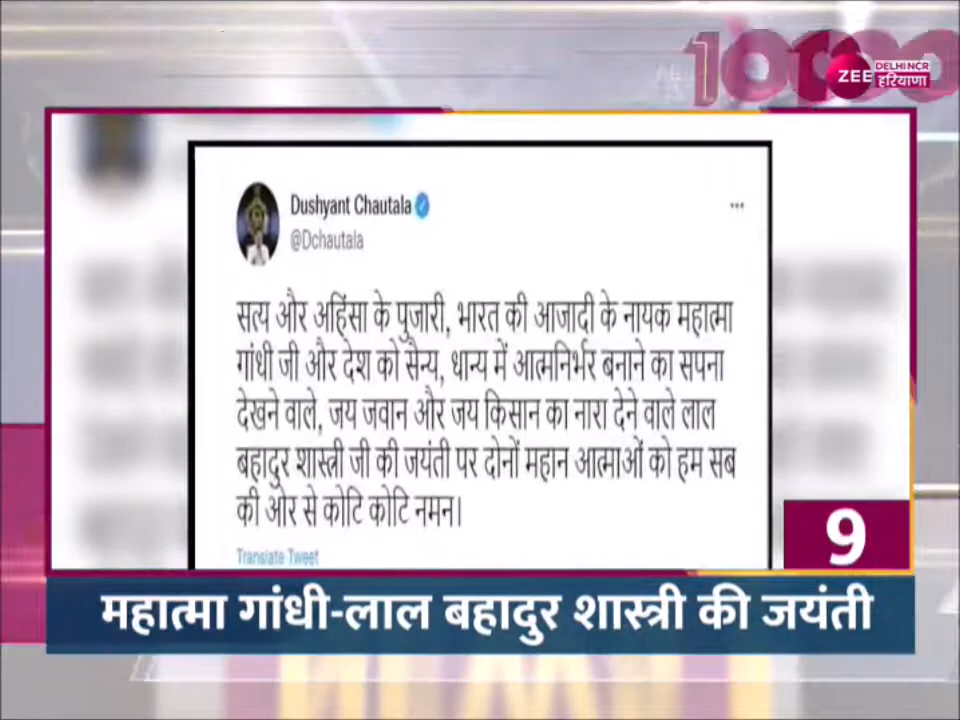 10000
ZEE DELHI NCR
हरियाणा
Dushyant Chautala
@Dchautala
सत्य और अहिंसा के पुजारी, भारत की आजादी के नायक महात्मा
गांधी जी और देश को सैन्य, धान्य में आत्मनिर्भर बनाने का सपना
देखने वाले, जय जवान और जय किसान का नारा देने वाले लाल
बहादुर शास्त्री जी की जयंती पर दोनों महान आत्माओं को हम सब
की ओर से कोटि कोटि नमन।
Translate Tweet
9
महात्मा गांधी-लाल बहादुर शास्त्री की जयंती